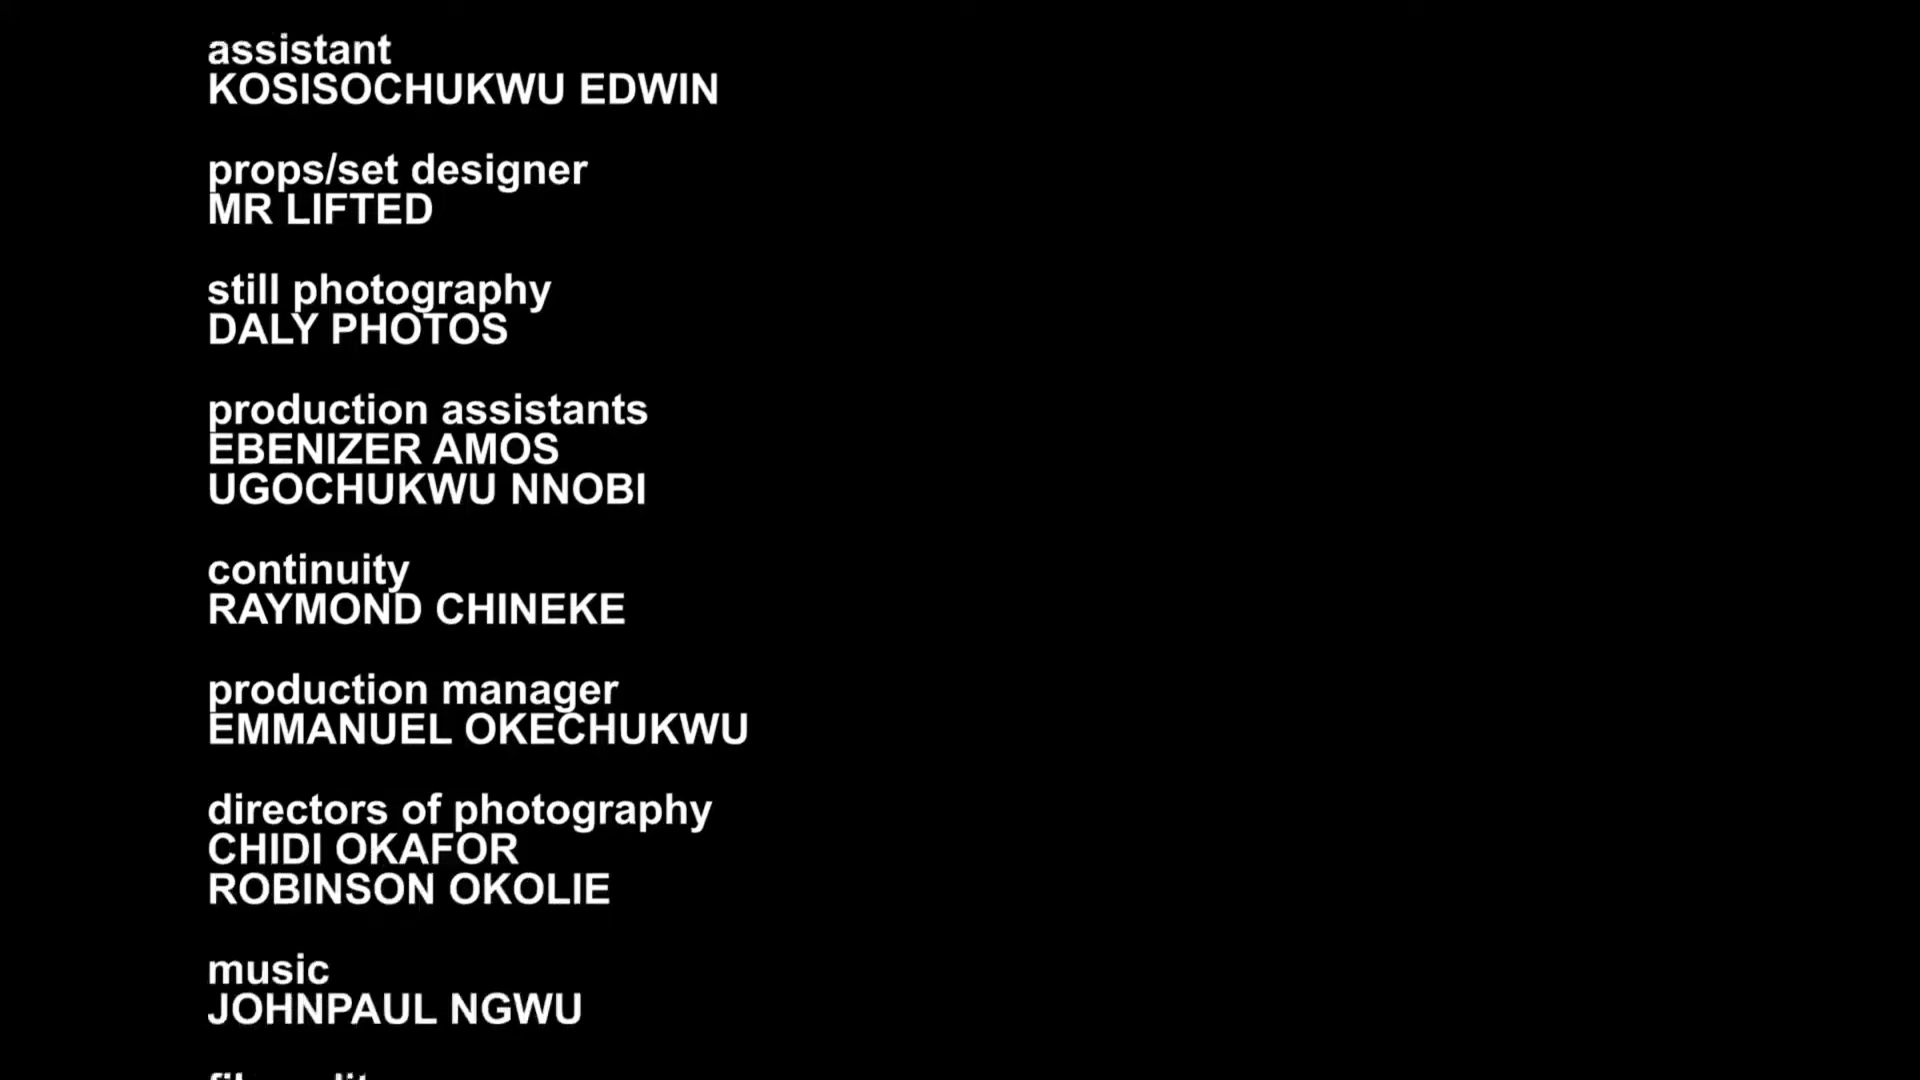 assistant
KOSISOCHUKWU EDWIN
props/set designer
MR LIFTED
still photography
DALY PHOTOS
production assistants
EBENIZER AMOS
UGOCHUKWU NNOBI
continuity
RAYMOND CHINEKE
production manager
EMMANUEL OKECHUKWU
directors of photography
CHIDI OKAFOR
ROBINSON OKOLIE
music
JOHNPAUL NGWU